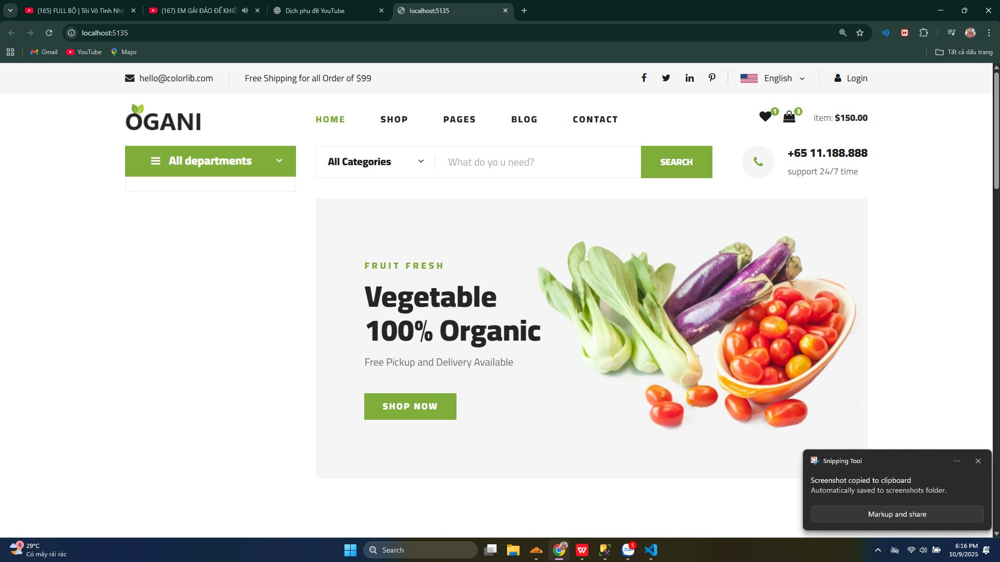 (165) FULL BỘ | Tôi Vô Tình Nhặ
(167) EM GÁI ĐÁO ĐỂ KHIẾN
Dịch phụ đề YouTube
localhost:5135
localhost:5135
Gmail
YouTube
Maps
Tất cả dấu trang
hello@colorlib.com
Free Shipping for all Order of $99
English
Login
OGANI
HOME
SHOP
PAGES
BLOG
CONTACT
1
3
item: $150.00
All departments
All Categories
What do yo u need?
SEARCH
+65 11.188.888
support 24/7 time
FRUIT FRESH
Vegetable
100% Organic
Free Pickup and Delivery Available
SHOP NOW
Snipping Tool
Screenshot copied to clipboard
Automatically saved to screenshots folder.
Markup and share
6
29°C
Có mây rải rác
Search
Zalo
5
6:16 PM
10/9/2025